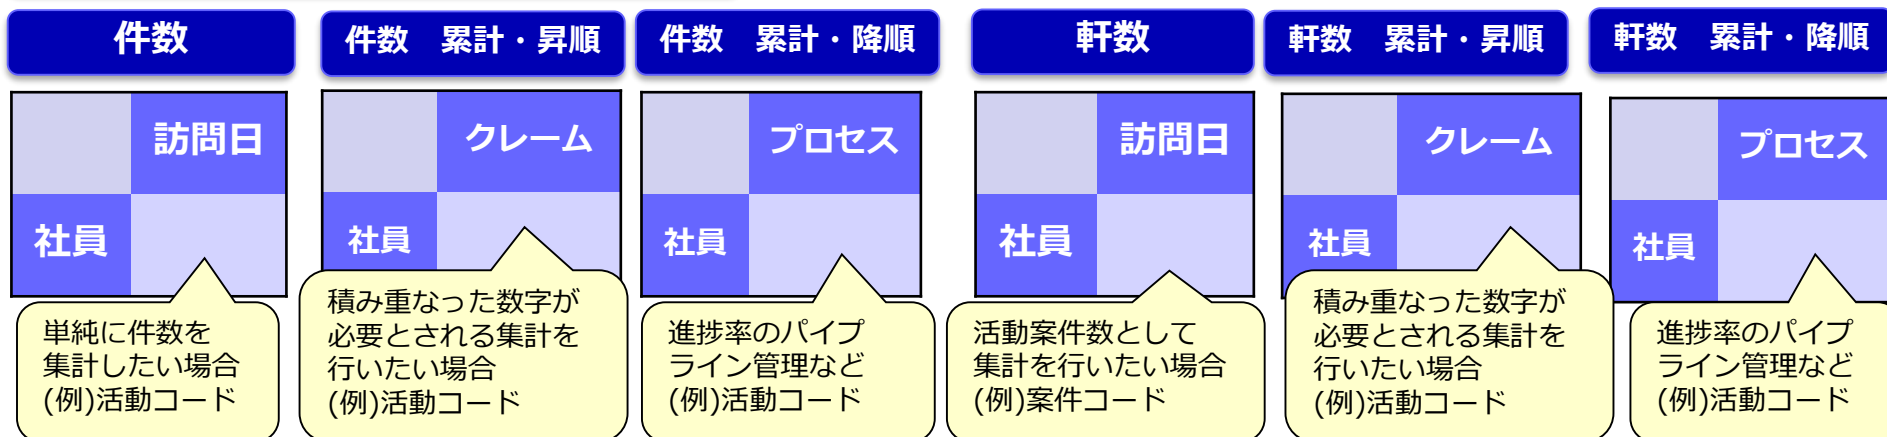 件数
件数　累計・昇順
件数　累計・降順
軒数
軒数　累計・昇順
軒数　累計・降順
訪問日
社員
単純に件数を
集計したい場合
(例)活動コード
クレーム
社員
積み重なった数字が
必要とされる集計を
行いたい場合
(例)活動コード
プロセス
社員
進捗率のパイプ
ライン管理など
(例)活動コード
訪問日
社員
活動案件数として
集計を行いたい場合
(例)案件コード
クレーム
社員
積み重なった数字が
必要とされる集計を
行いたい場合
(例)活動コード
プロセス
社員
進捗率のパイプ
ライン管理など
(例)活動コード